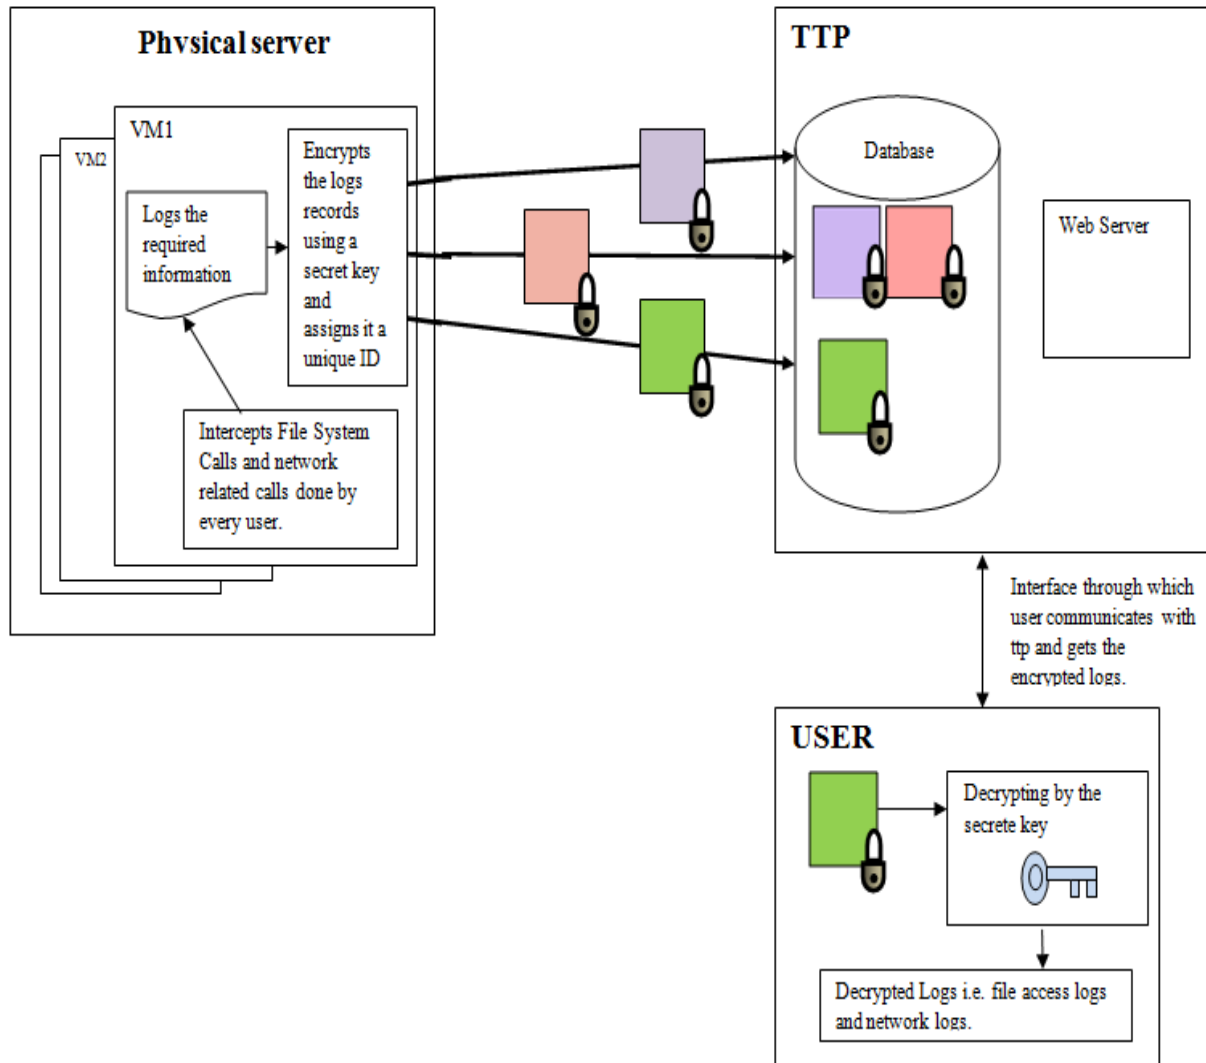 Physical server
VM1
VM2
Logs the
required
information
Encrypts
the logs
records
using a
secret key
and
assigns it a
unique ID
Intercepts File System
Calls and network
related calls done by
every user.
TTP
Database
Web Server
Interface through which
user communicates with
ttp and gets the
encrypted logs.
USER
Decrypting by the
secrete key
Decrypted Logs i.e. file access logs
and network logs.